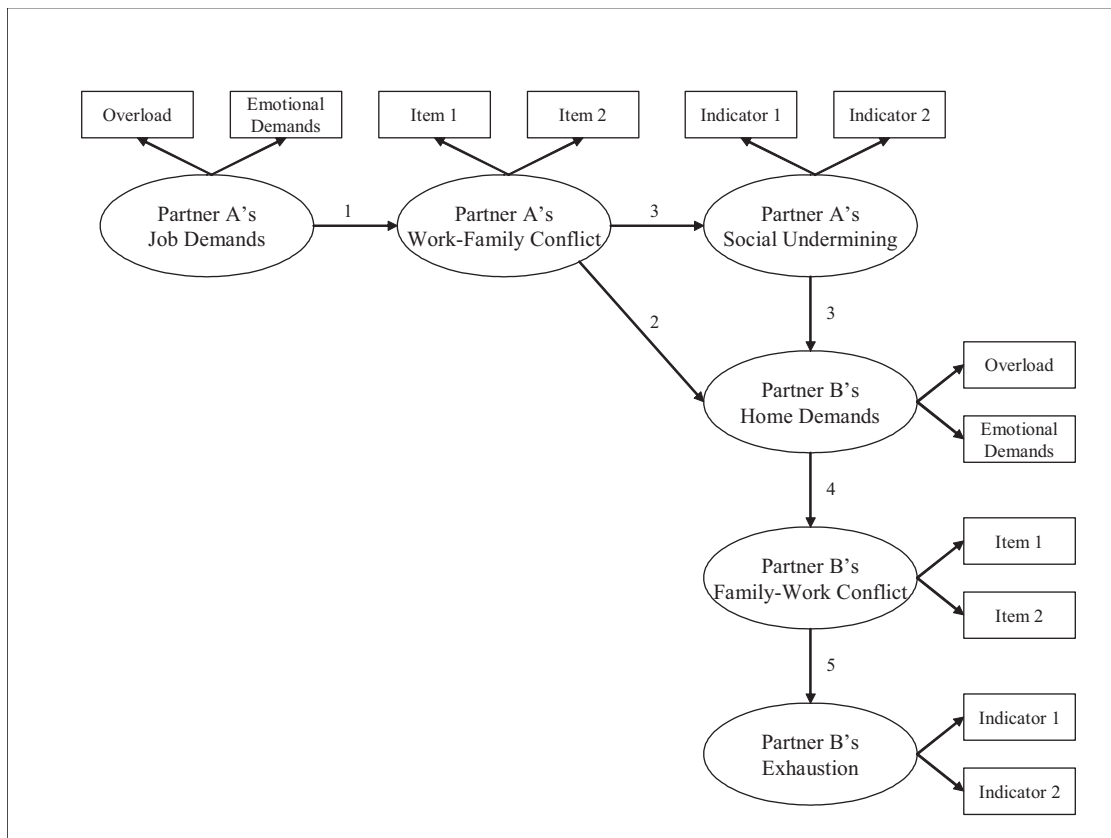 Overload
Emotional
Demands
Item 1
Item 2
Indicator 1
Indicator 2
Partner A's
Job Demands
1
Partner A's
Work-Family Conflict
3
Partner A's
Social Undermining
2
3
Partner B's
Home Demands
Overload
Emotional
Demands
4
Partner B's
Family-Work Conflict
Item 1
Item 2
5
Partner B's
Exhaustion
Indicator 1
Indicator 2